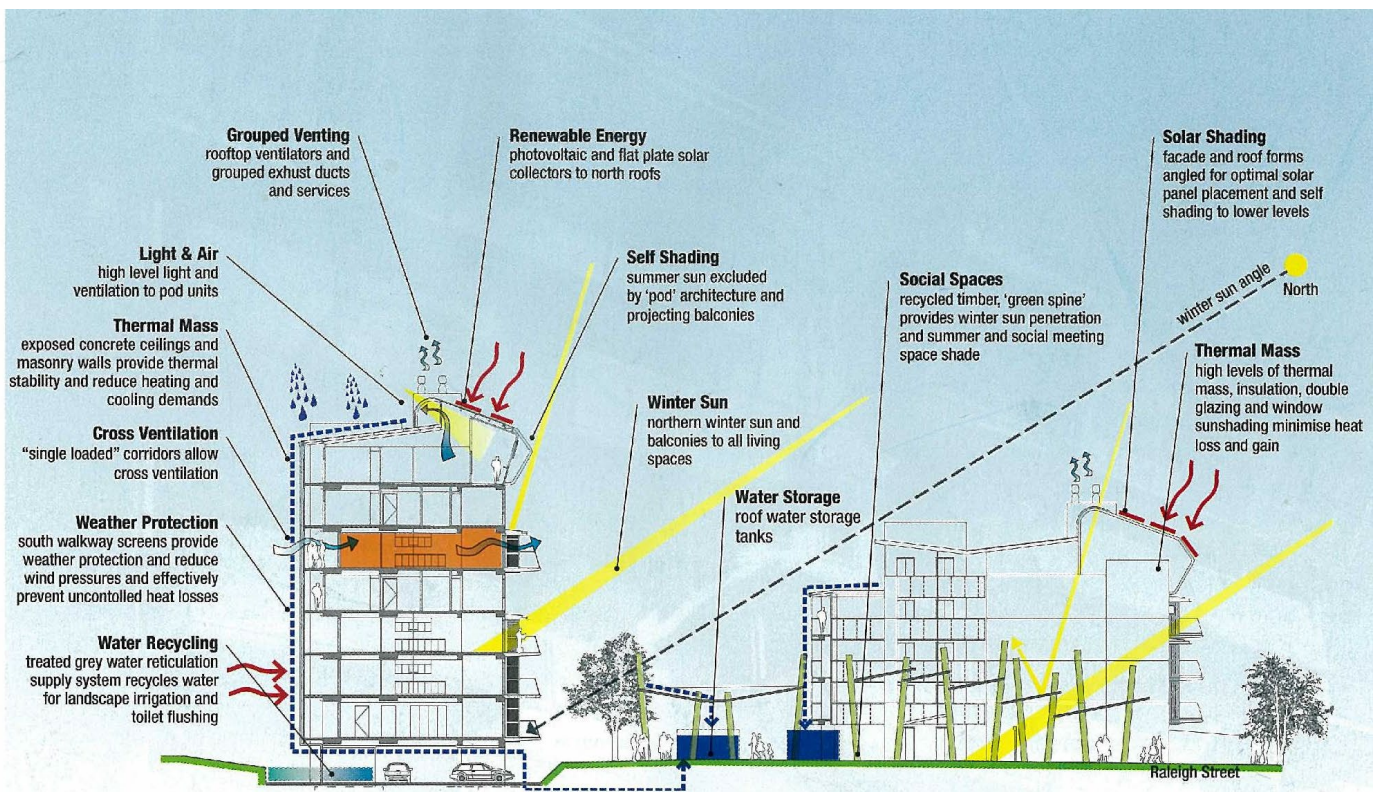 Grouped Venting
rooftop ventilators and
grouped exhust ducts
and services
Renewable Energy
photovoltaic and flat plate solar
collectors to north roofs
Solar Shading
facade and roof forms
angled for optimal solar
panel placement and self
shading to lower levels
Light & Air
high level light and
ventilation to pod units
Self Shading
summer sun excluded
by 'pod' architecture and
projecting balconies
Social Spaces
recycled timber, 'green spine'
provides winter sun penetration
and summer and social meeting
space shade
winter sun angle
North
Thermal Mass
exposed concrete ceilings and
masonry walls provide thermal
stability and reduce heating and
cooling demands
Thermal Mass
high levels of thermal
mass, insulation, double
glazing and window
sunshading minimise heat
loss and gain
Winter Sun
northern winter sun and
balconies to all living
spaces
Cross Ventilation
"single loaded" corridors allow
cross ventilation
Water Storage
roof water storage
tanks
Weather Protection
south walkway screens provide
weather protection and reduce
wind pressures and effectively
prevent uncontolled heat losses
Water Recycling
treated grey water reticulation
supply system recycles water
for landscape irrigation and
toilet flushing
Raleigh Street